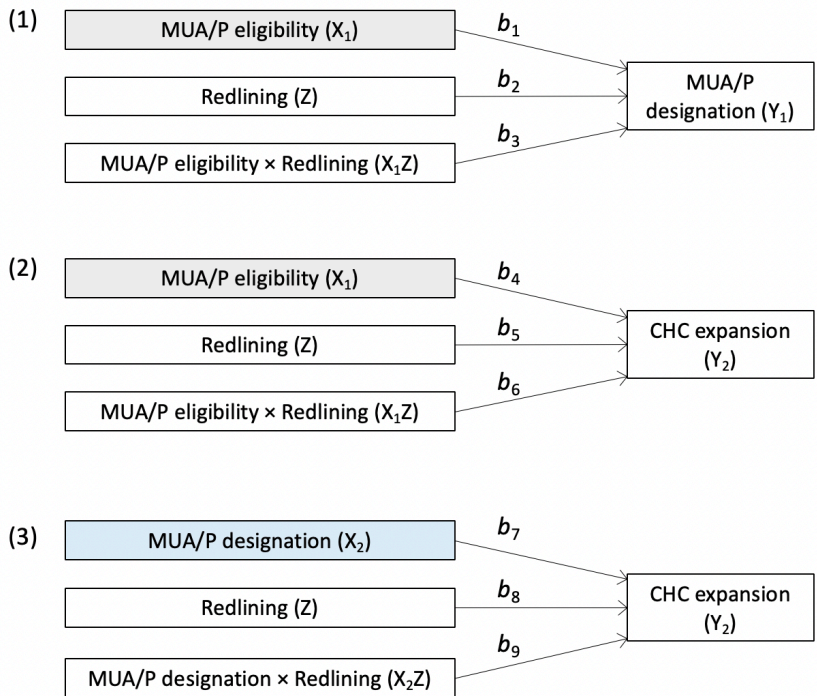 (1)
MUA/P eligibility (X₁)
b₁
Redlining (Z)
b₂
MUA/P eligibility × Redlining (X₁Z)
b₃
MUA/P
designation (Y₁)
(2)
MUA/P eligibility (X₁)
b₄
Redlining (Z)
b₅
MUA/P eligibility × Redlining (X₁Z)
b₆
CHC expansion
(Y₂)
(3)
MUA/P designation (X₂)
b₇
Redlining (Z)
b₈
MUA/P designation × Redlining (X₂Z)
b₉
CHC expansion
(Y₂)